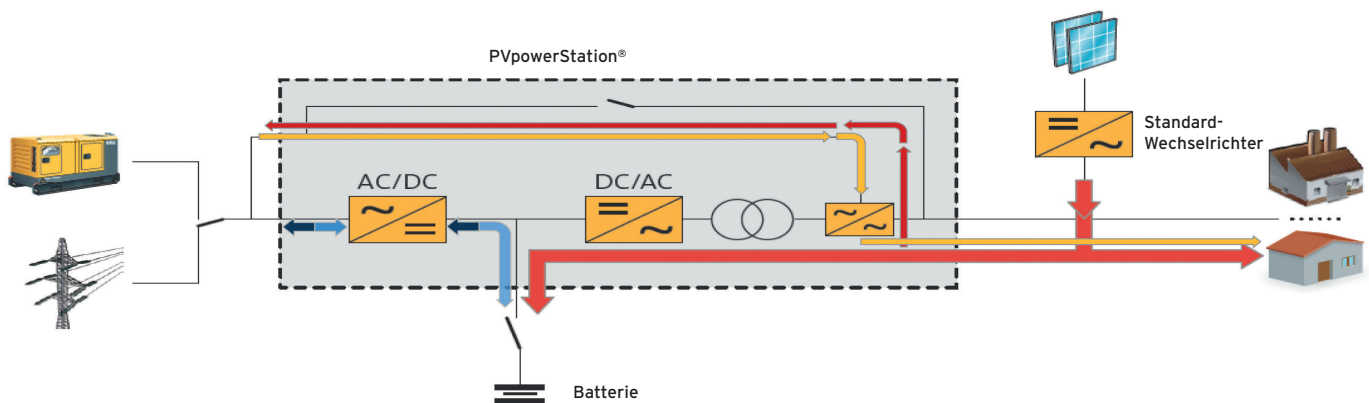 PVpowerStation®
Standard-
Wechselrichter
AC/DC
DC/AC
Batterie